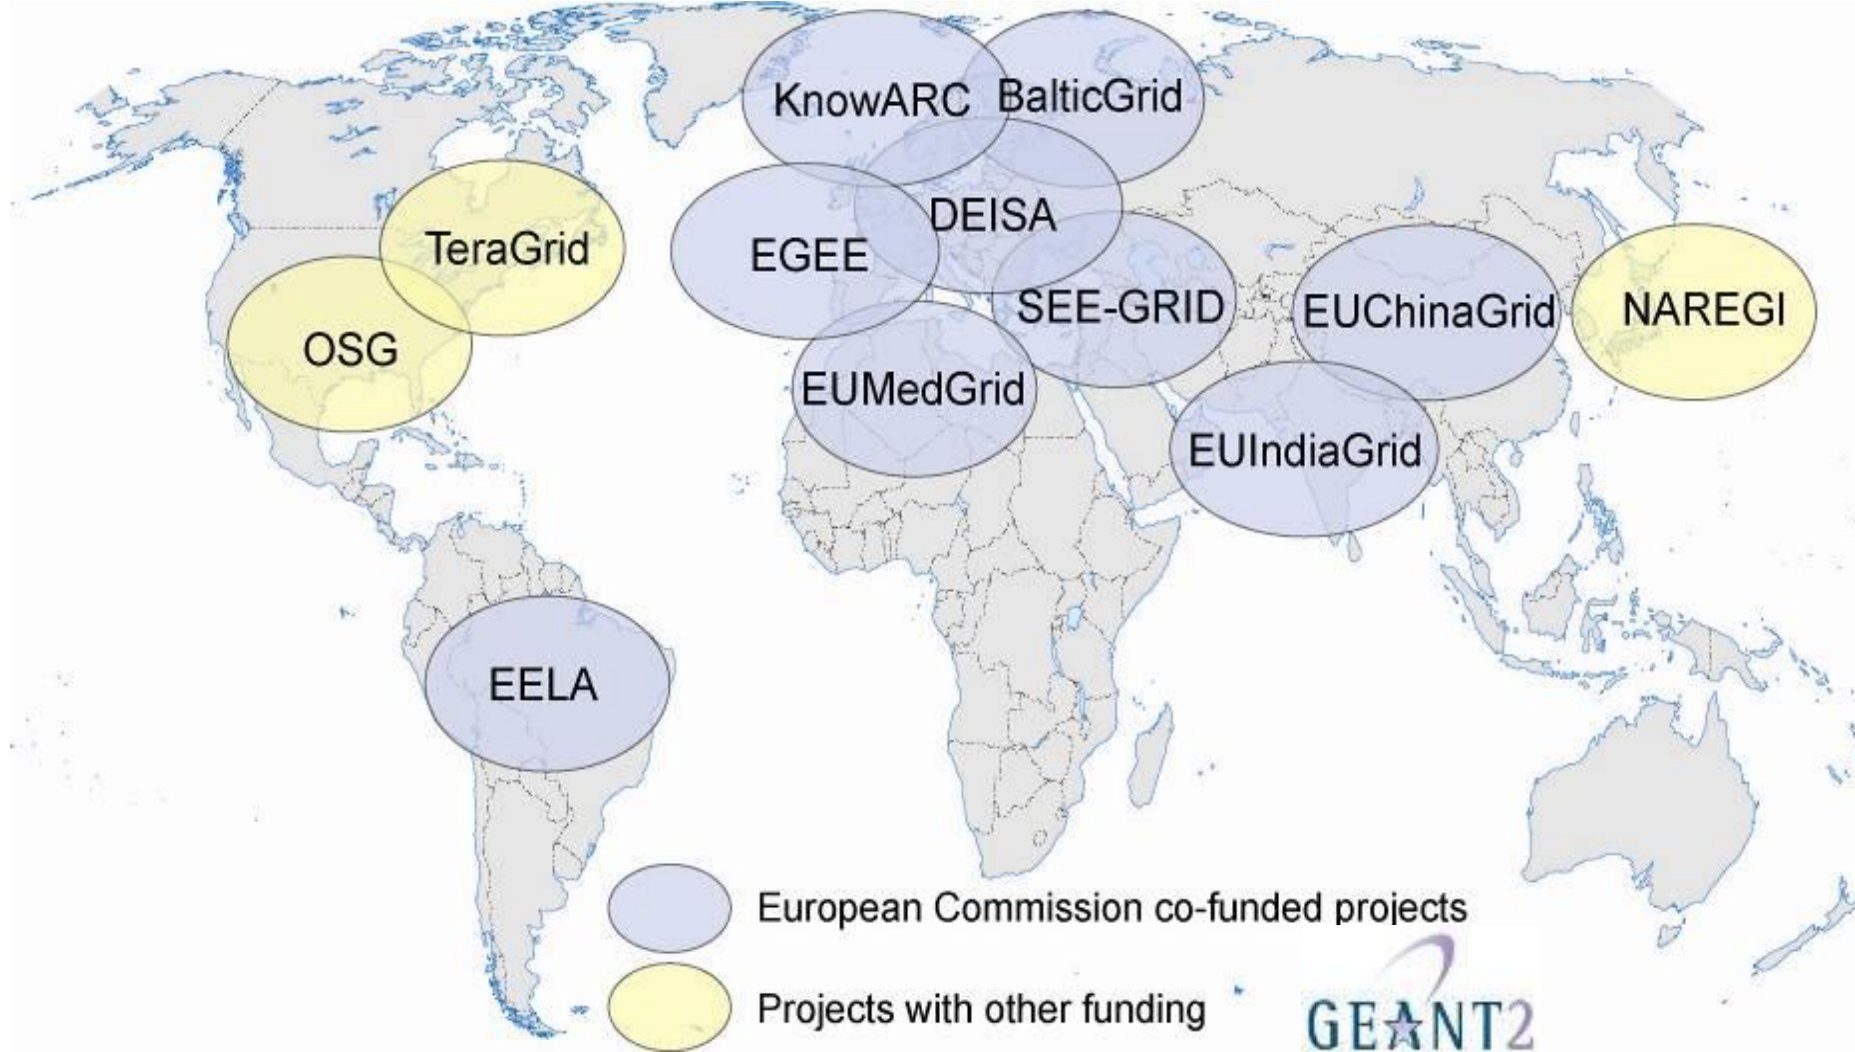 KnowARC
BalticGrid
TeraGrid
DEISA
EGEE
OSG
SEE-GRID
EUChinaGrid
NAREGI
EUMedGrid
EUIndiaGrid
EELA
European Commission co-funded projects
Projects with other funding
GEANT2